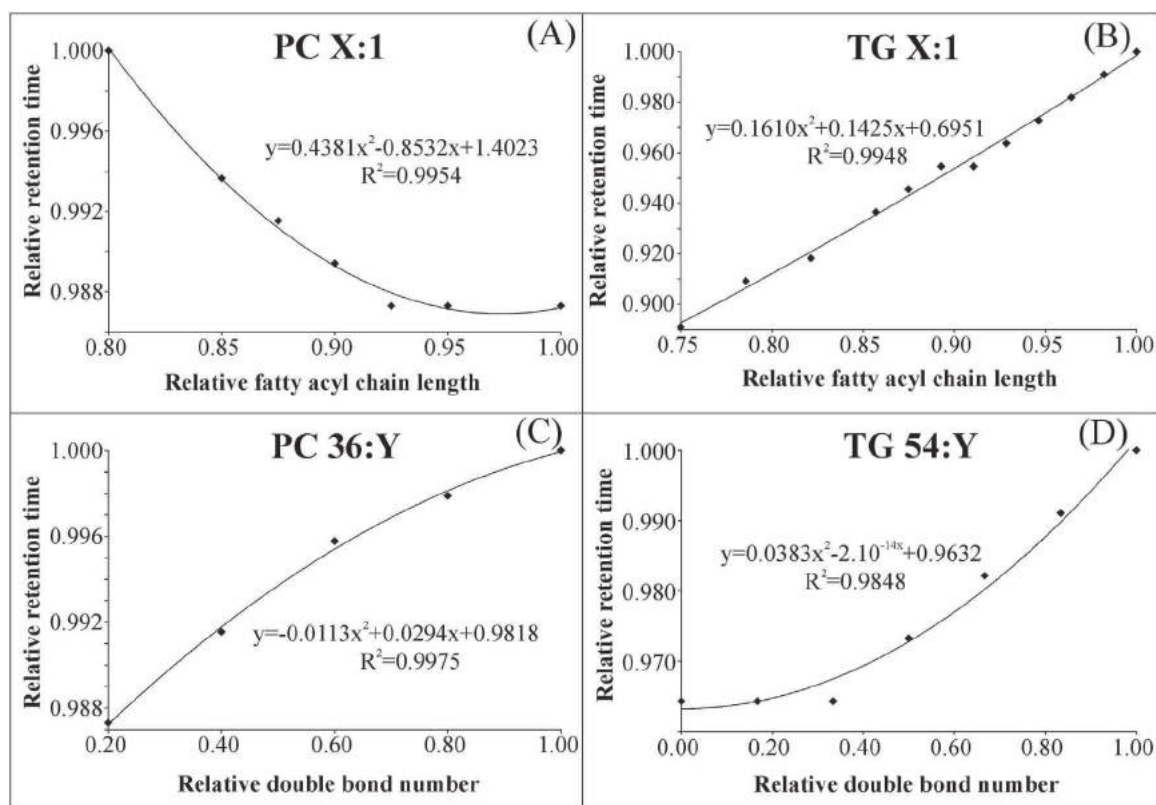 PC X:1
(A)
Relative retention time
1.000
0.996
0.992
0.988
y=0.4381x²-0.8532x+1.4023
R²=0.9954
0.80 0.85 0.90 0.95 1.00
Relative fatty acyl chain length
TG X:1
(B)
Relative retention time
1.000
0.980
0.960
0.940
0.920
0.900
y=0.1610x²+0.1425x+0.6951
R²=0.9948
0.75 0.80 0.85 0.90 0.95 1.00
Relative fatty acyl chain length
PC 36:Y
(C)
Relative retention time
1.000
0.996
0.992
0.988
y=-0.0113x²+0.0294x+0.9818
R²=0.9975
0.20 0.40 0.60 0.80 1.00
Relative double bond number
TG 54:Y
(D)
Relative retention time
1.000
0.990
0.980
0.970
y=0.0383x²-2.10⁻¹⁴ˣ+0.9632
R²=0.9848
0.00 0.20 0.40 0.60 0.80 1.00
Relative double bond number